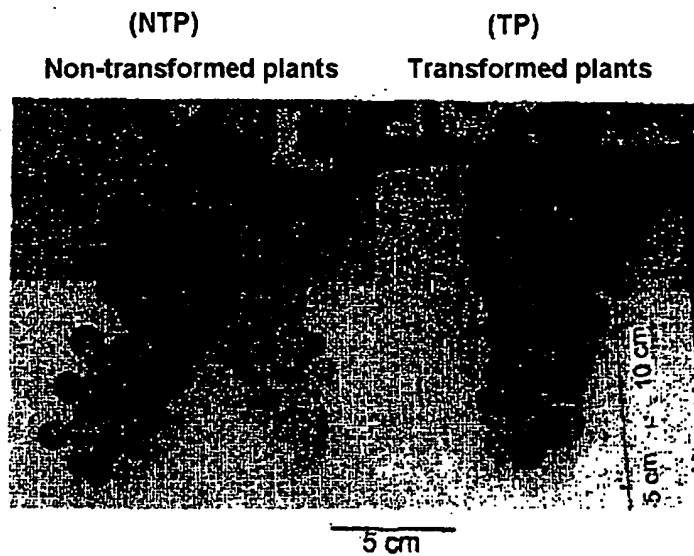 (NTP) (TP)
Non-transformed plants Transformed plants
5 cm 10 cm
5 cm